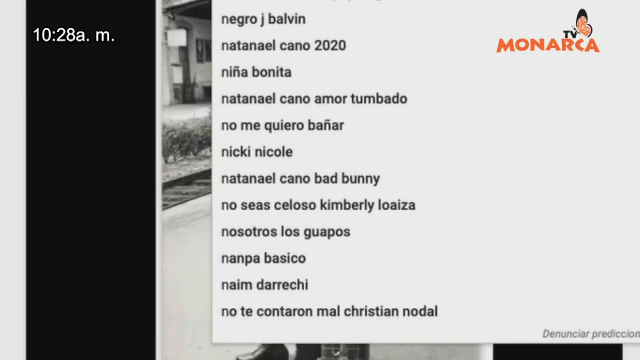 10:28a. m.
TV
MONARCA
negro j balvin
natanael cano 2020
niña bonita
natanael cano amor tumbado
no me quiero bañar
nicki nicole
natanael cano bad bunny
no seas celoso kimberly loaiza
nosotros los guapos
nanpa basico
naim darrechi
no te contaron mal christian nodal
Denunciar prediccion